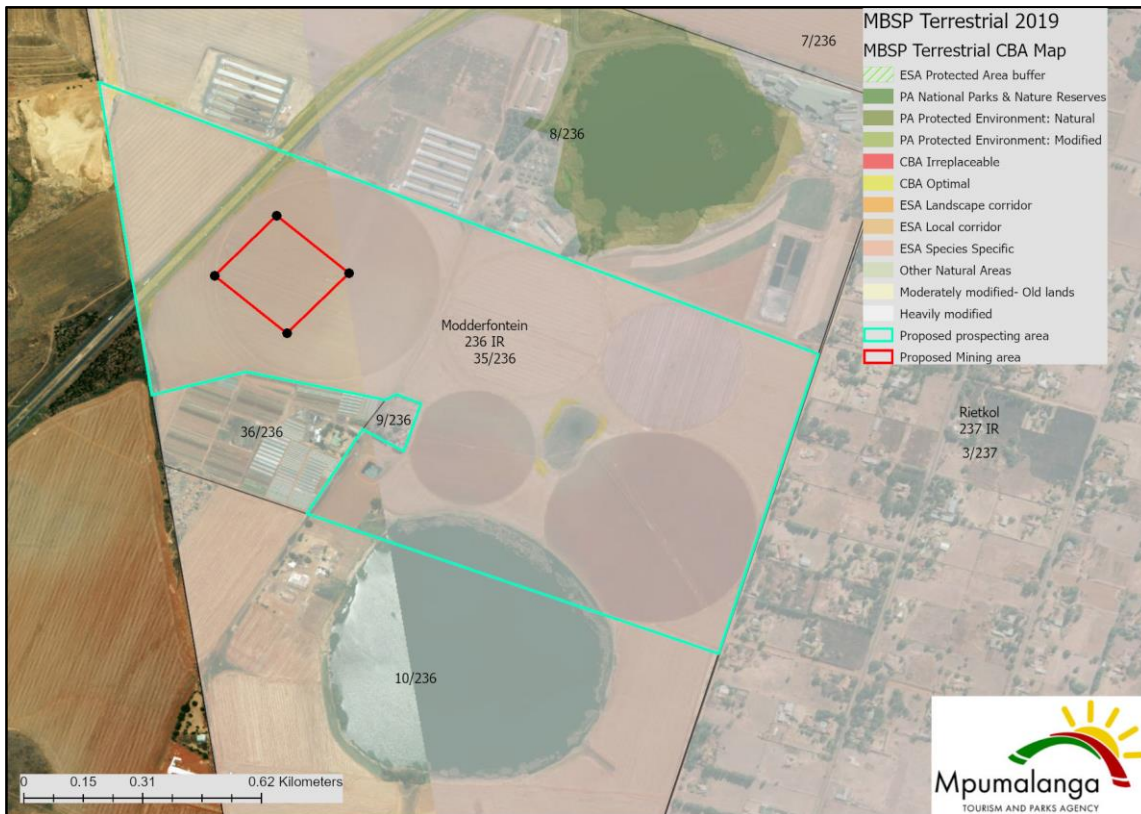 MBSP Terrestrial 2019
MBSP Terrestrial CBA Map
ESA Protected Area buffer
PA National Parks & Nature Reserves
PA Protected Environment: Natural
PA Protected Environment: Modified
CBA Irreplaceable
CBA Optimal
ESA Landscape corridor
ESA Local corridor
ESA Species Specific
Other Natural Areas
Moderately modified- Old lands
Heavily modified
Proposed prospecting area
Proposed Mining area
7/236
8/236
Modderfontein
236 IR
35/236
36/236
9/236
Rietkol
237 IR
3/237
10/236
0 0.15 0.31 0.62 Kilometers
Mpumalanga
TOURISM AND PARKS AGENCY